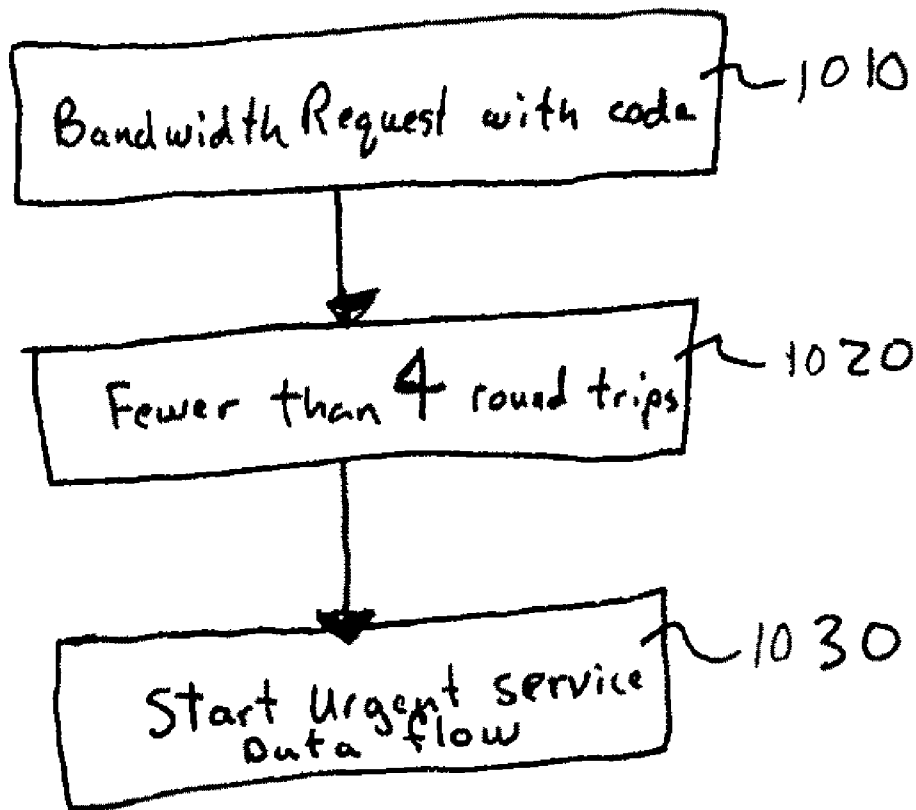 Bandwidth Request with code
1010
Fewer than 4 round trips
1020
Start Urgent service
Data flow
1030